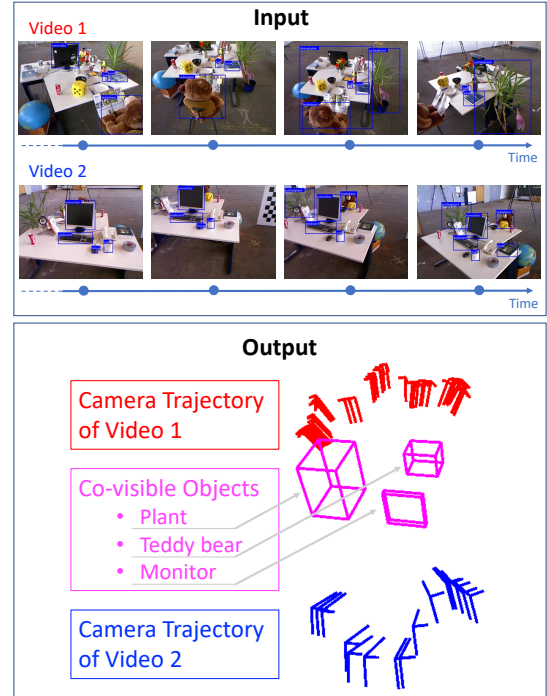 Input
Video 1
Time
Video 2
Time
Output
Camera Trajectory
of Video 1
Co-visible Objects
• Plant
• Teddy bear
• Monitor
Camera Trajectory
of Video 2